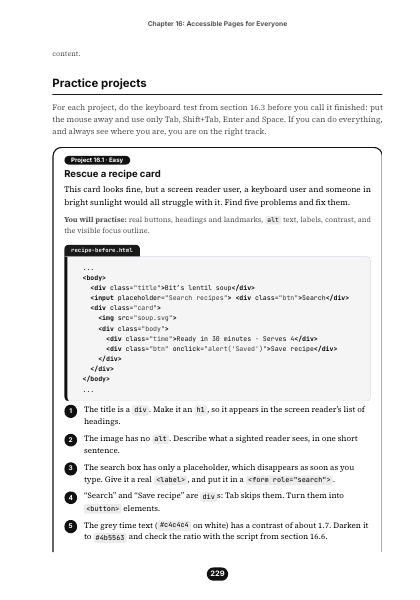 Chapter 16: Accessible Pages for Everyone
content.
Practice projects
For each project, do the keyboard test from section 16.3 before you call it finished: put
the mouse away and use only Tab, Shift+Tab, Enter and Space. If you can do everything,
and always see where you are, you are on the right track.
Project 16.1 · Easy
Rescue a recipe card
This card looks fine, but a screen reader user, a keyboard user and someone in
bright sunlight would all struggle with it. Find five problems and fix them.
You will practise: real buttons, headings and landmarks, alt text, labels, contrast, and
the visible focus outline.
recipe-before.html
...
<body>
<div class="title">Bit's lentil soup</div>
<input placeholder="Search recipes"> <div class="btn">Search</div>
<div class="card">
<img src="soup.svg">
<div class="body">
<div class="time">Ready in 30 minutes · Serves 4</div>
<div class="btn" onclick="alert('Saved')">Save recipe</div>
</div>
</div>
</body>
...
1 The title is a div. Make it an h1, so it appears in the screen reader's list of
headings.
2 The image has no alt. Describe what a sighted reader sees, in one short
sentence.
3 The search box has only a placeholder, which disappears as soon as you
type. Give it a real <label>, and put it in a <form role="search">.
4 “Search” and “Save recipe” are divs: Tab skips them. Turn them into
<button> elements.
5 The grey time text (#c4c4c4 on white) has a contrast of about 1.7. Darken it
to #4b5563 and check the ratio with the script from section 16.6.
229